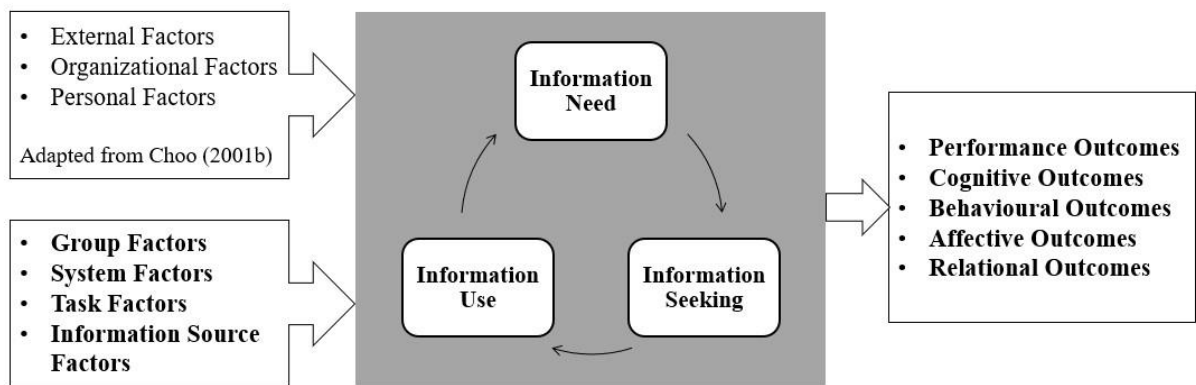 • External Factors
• Organizational Factors
• Personal Factors
Adapted from Choo (2001b)
• Group Factors
• System Factors
• Task Factors
• Information Source
Factors
Information
Need
Information
Use
Information
Seeking
• Performance Outcomes
• Cognitive Outcomes
• Behavioural Outcomes
• Affective Outcomes
• Relational Outcomes